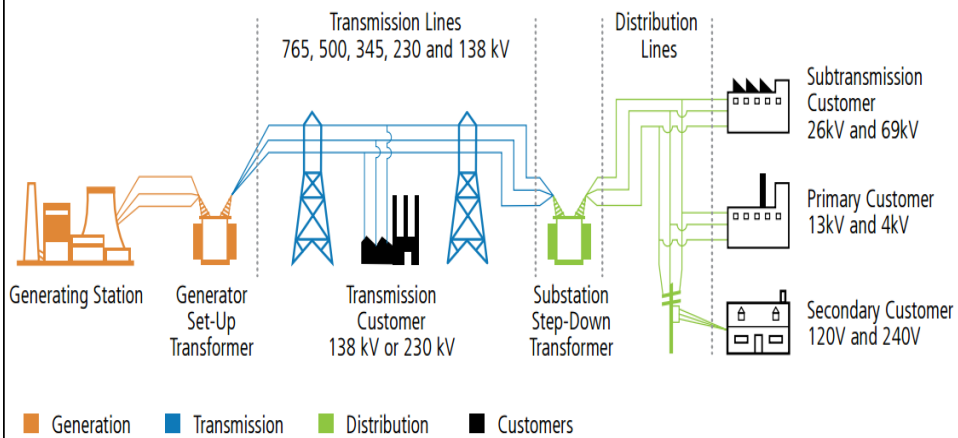 Transmission Lines
765, 500, 345, 230 and 138 kV
Distribution
Lines
Subtransmission
Customer
26kV and 69kV
Primary Customer
13kV and 4kV
Secondary Customer
120V and 240V
Generating Station
Generator
Set-Up
Transformer
Transmission
Customer
138 kV or 230 kV
Substation
Step-Down
Transformer
Generation
Transmission
Distribution
Customers